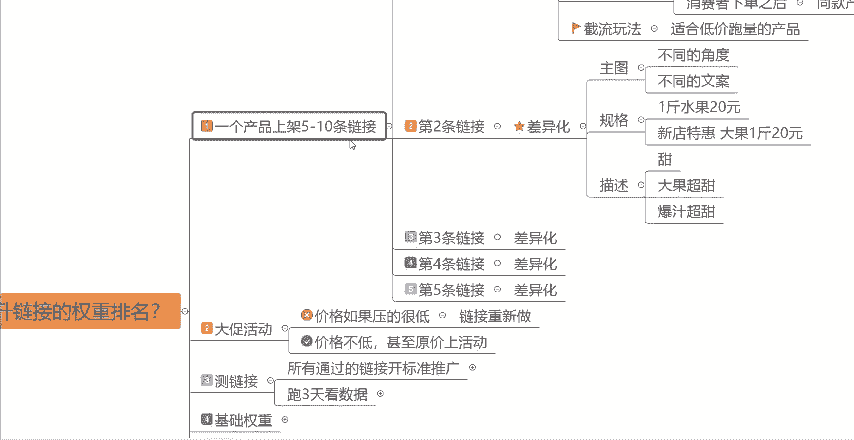 消费者下单之后
同款产
截流玩法
适合低价跑量的产品
主图
不同的角度
不同的文案
一个产品上架5-10条链接
第2条链接
差异化
规格
1斤水果20元
新店特惠 大果1斤20元
描述
甜
大果超甜
爆汁超甜
第3条链接
差异化
第4条链接
差异化
第5条链接
差异化
升链接的权重排名?
大促活动
价格如果压的很低
链接重新做
价格不低，甚至原价上活动
测链接
所有通过的链接开标准推广
跑3天看数据
基础权重